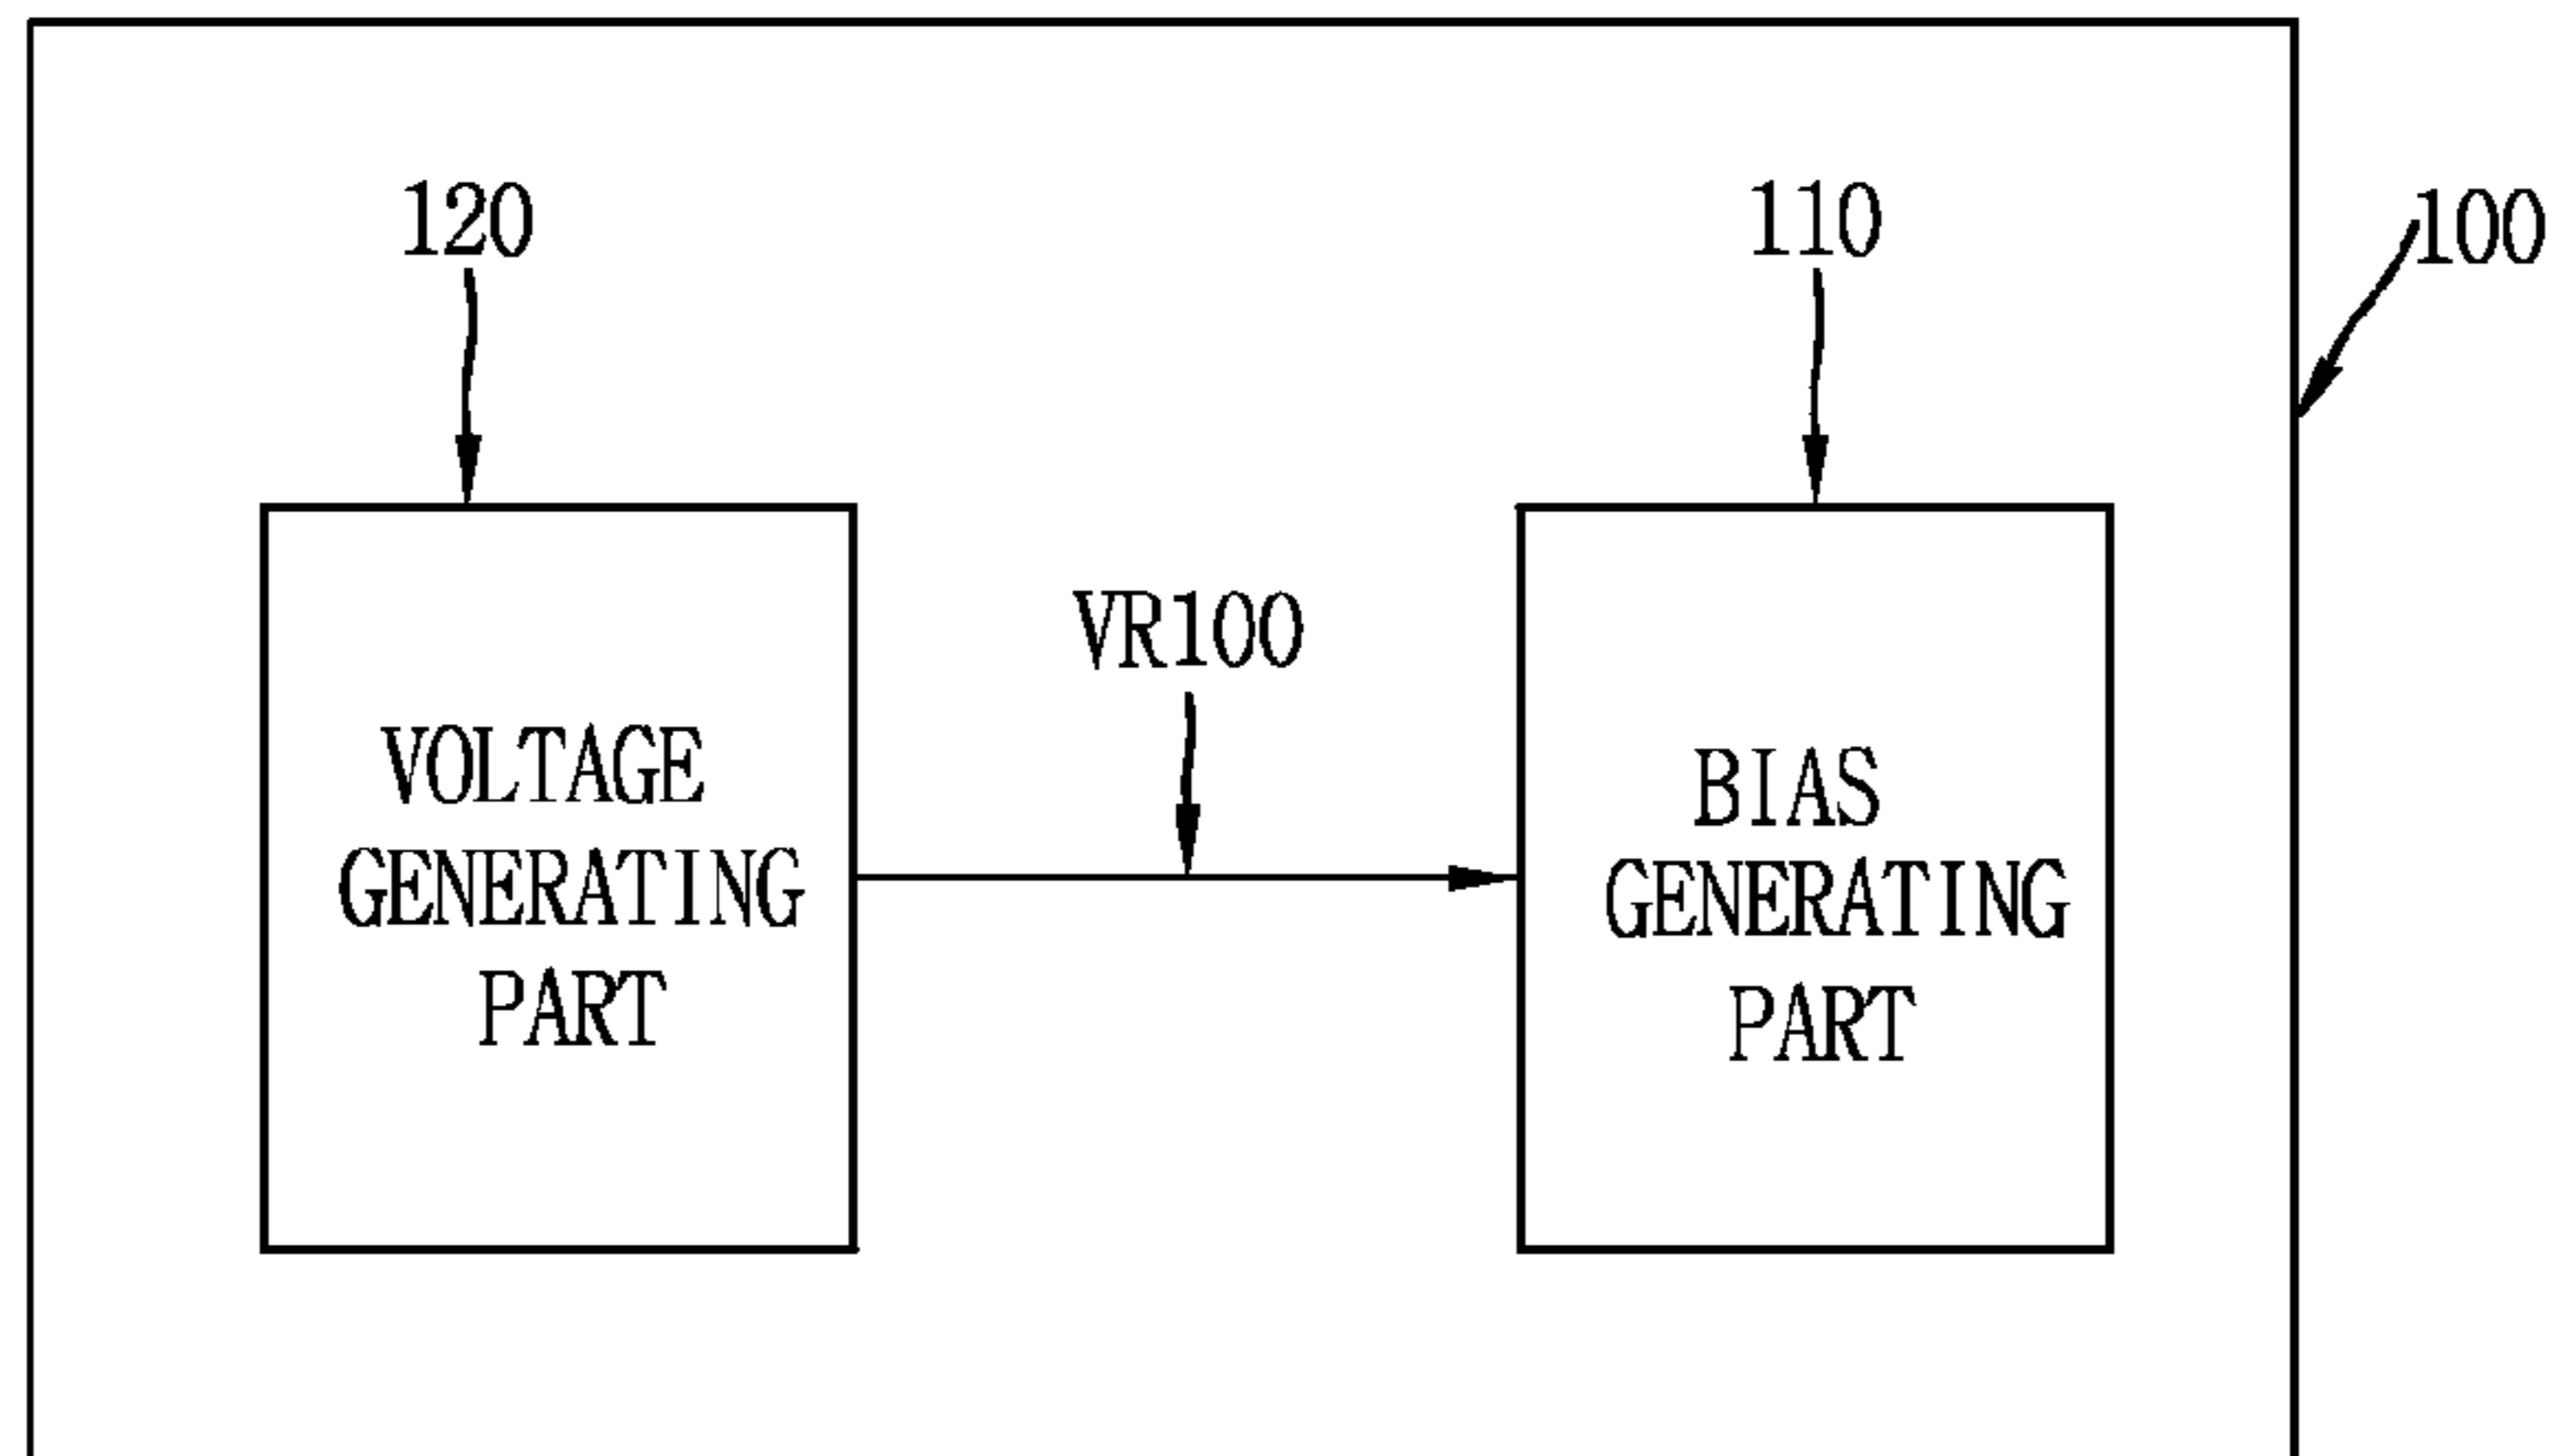 120
110
100
VR100
VOLTAGE
GENERATING
PART
BIAS
GENERATING
PART